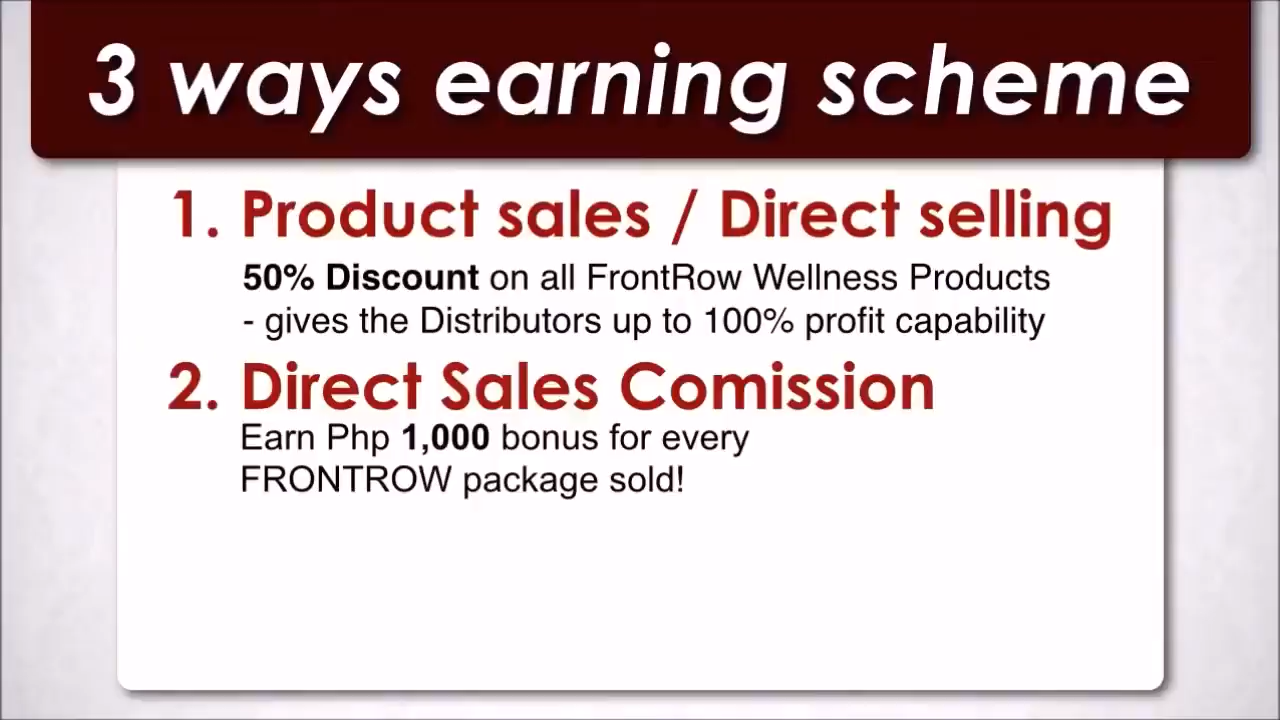 3 ways earning scheme
1. Product sales / Direct selling
50% Discount on all FrontRow Wellness Products
- gives the Distributors up to 100% profit capability
2. Direct Sales Comission
Earn Php 1,000 bonus for every
FRONTROW package sold!